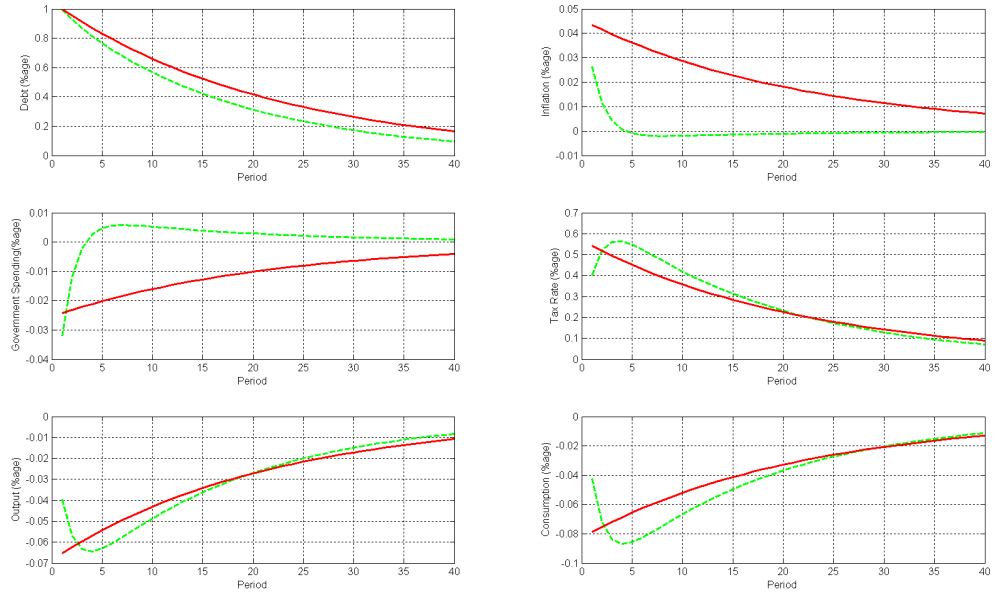 Debt (%age)
1
0.8
0.6
0.4
0.2
0
0 5 10 15 20 25 30 35 40
Period
Inflation (%age)
0.05
0.04
0.03
0.02
0.01
0
-0.01
0 5 10 15 20 25 30 35 40
Period
Government Spending(%age)
0.01
0
-0.01
-0.02
-0.03
-0.04
0 5 10 15 20 25 30 35 40
Period
Tax Rate (%age)
0.7
0.6
0.5
0.4
0.3
0.2
0.1
0
0 5 10 15 20 25 30 35 40
Period
Output (%age)
0
-0.01
-0.02
-0.03
-0.04
-0.05
-0.06
-0.07
0 5 10 15 20 25 30 35 40
Period
Consumption (%age)
0
-0.02
-0.04
-0.06
-0.08
-0.1
0 5 10 15 20 25 30 35 40
Period